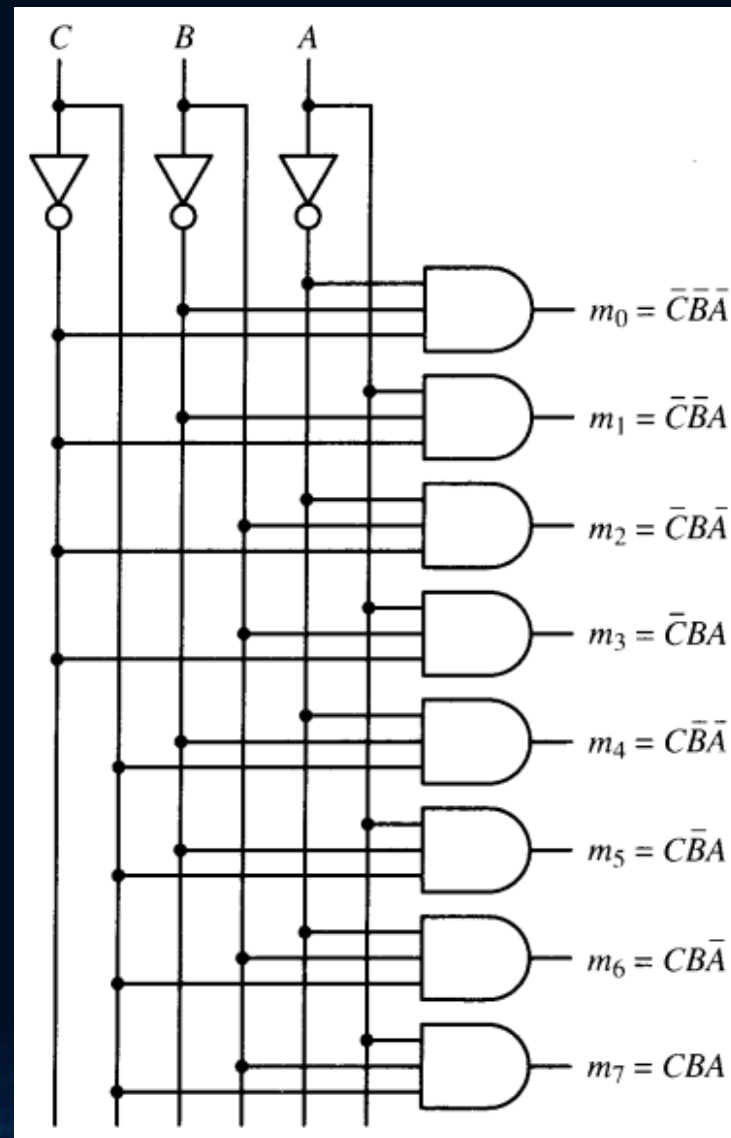 C B A
m₀ = C̄B̄Ā
m₁ = C̄B̄A
m₂ = C̄BĀ
m₃ = C̄BA
m₄ = CB̄Ā
m₅ = CB̄A
m₆ = CBĀ
m₇ = CBA